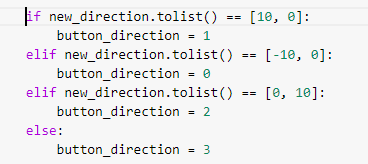 if new_direction.tolist() == [10, 0]:
    button_direction = 1
elif new_direction.tolist() == [-10, 0]:
    button_direction = 0
elif new_direction.tolist() == [0, 10]:
    button_direction = 2
else:
    button_direction = 3